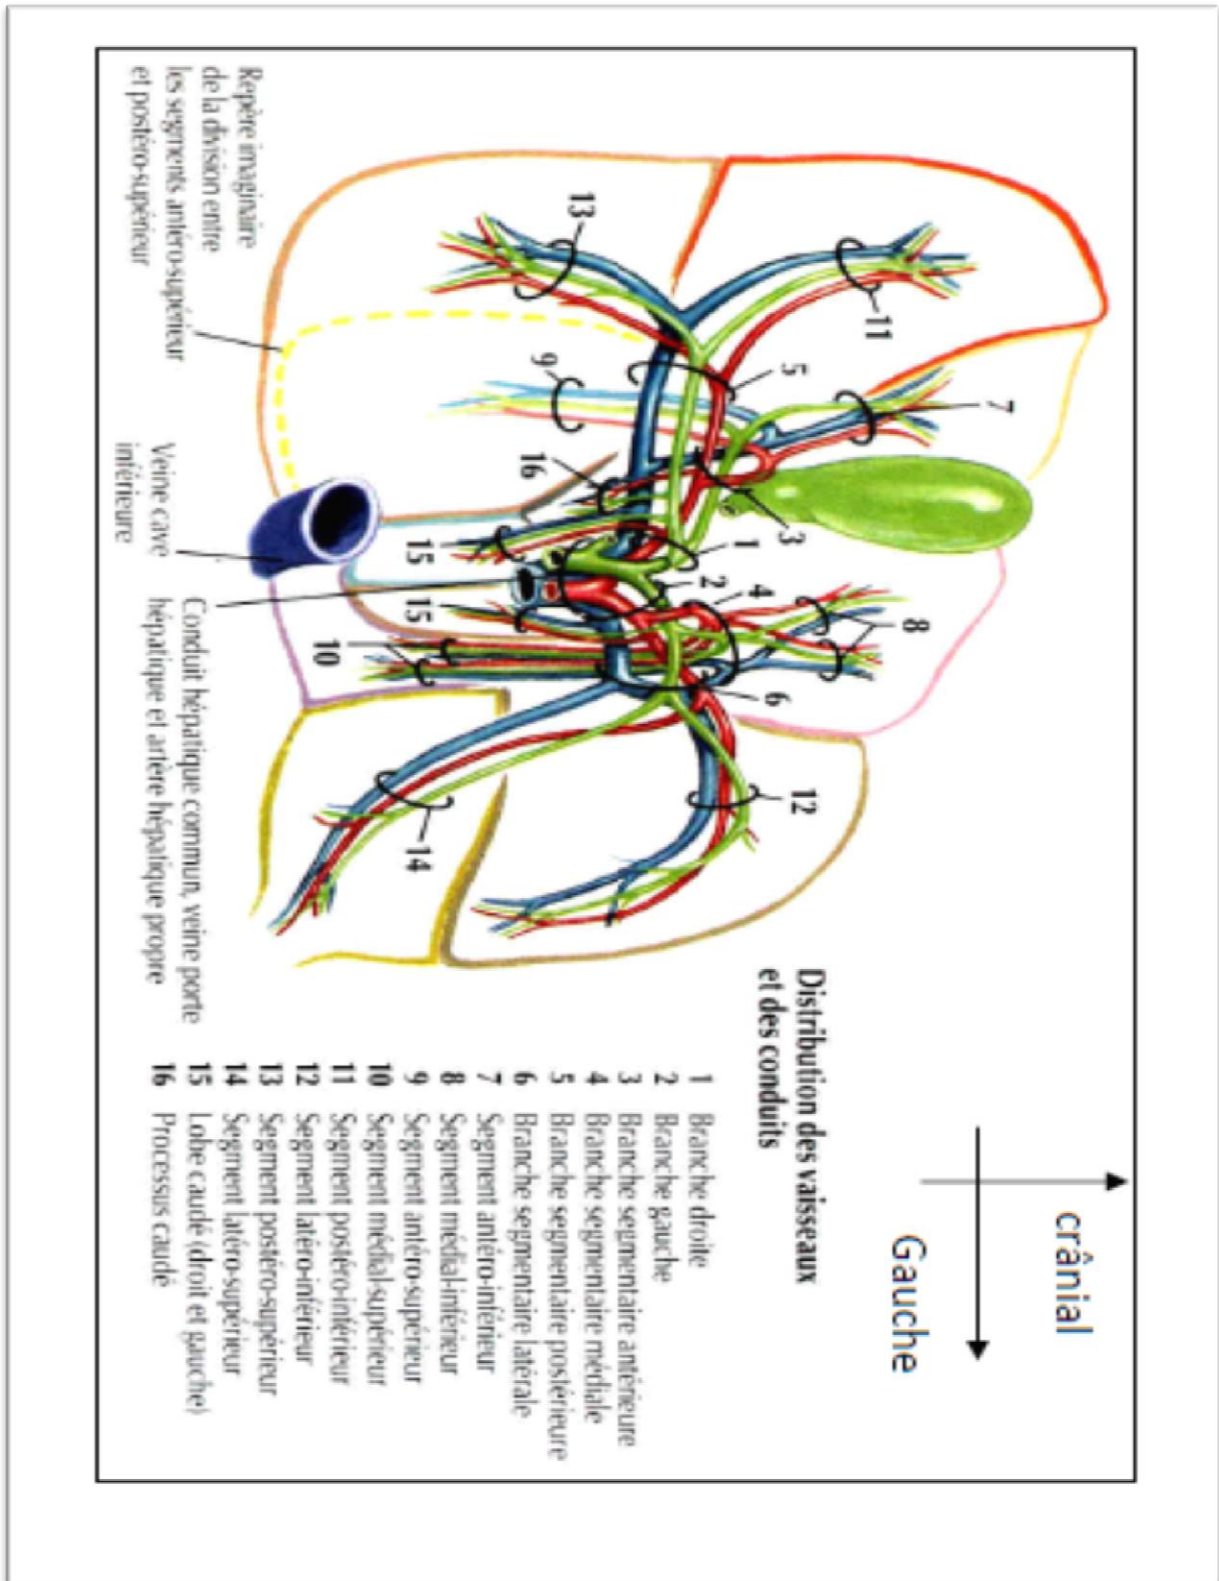 crânial
Gauche
Distribution des vaisseaux
et des conduits
1 Branche droite
2 Branche gauche
3 Branche segmentaire antérieure
4 Branche segmentaire médiale
5 Branche segmentaire postérieure
6 Branche segmentaire latérale
7 Segment antéro-inférieur
8 Segment médial-inférieur
9 Segment antéro-supérieur
10 Segment médial-supérieur
11 Segment postéro-inférieur
12 Segment latéro-inférieur
13 Segment postéro-supérieur
14 Segment latéro-supérieur
15 Lobe caudé (droit et gauche)
16 Processus caudé
11
7
5
13
9
3
16
1
2
4
8
15
15
6
10
12
14
Repère imaginaire
de la division entre
les segments antéro-supérieur
et postéro-supérieur
Veine cave
inférieure
Conduit hépatique commun, veine porte
hépatique et artère hépatique propre